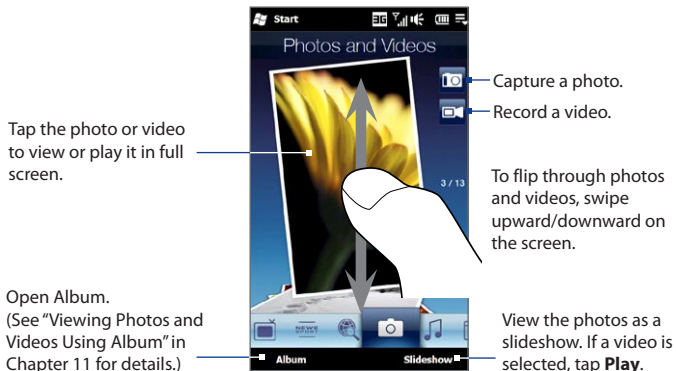 Start
3G
Photos and Videos
Capture a photo.
Record a video.
Tap the photo or video
to view or play it in full
screen.
3 / 13
To flip through photos
and videos, swipe
upward/downward on
the screen.
Open Album.
(See "Viewing Photos and
Videos Using Album" in
Chapter 11 for details.)
NEWS
Album
Slideshow
View the photos as a
slideshow. If a video is
selected, tap Play.